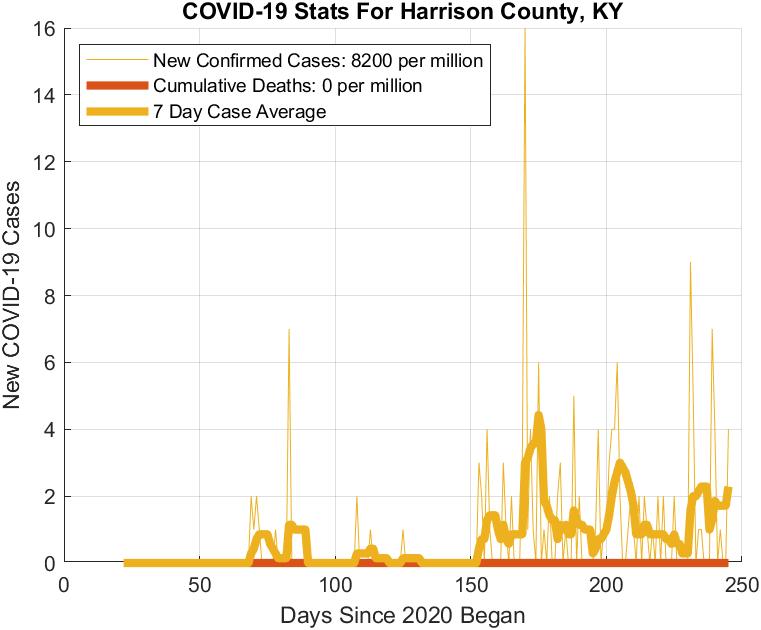 COVID-19 Stats For Harrison County, KY
New Confirmed Cases: 8200 per million
Cumulative Deaths: 0 per million
7 Day Case Average
New COVID-19 Cases
16
14
12
10
8
6
4
2
0
0 50 100 150 200 250
Days Since 2020 Began